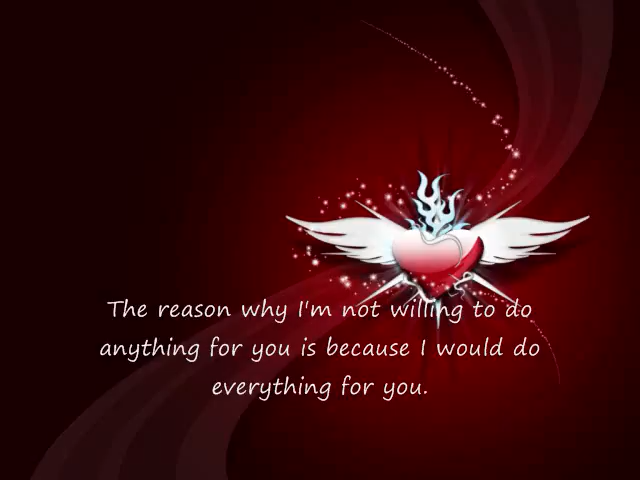 The reason why I'm not willing to do
anything for you is because I would do
everything for you.